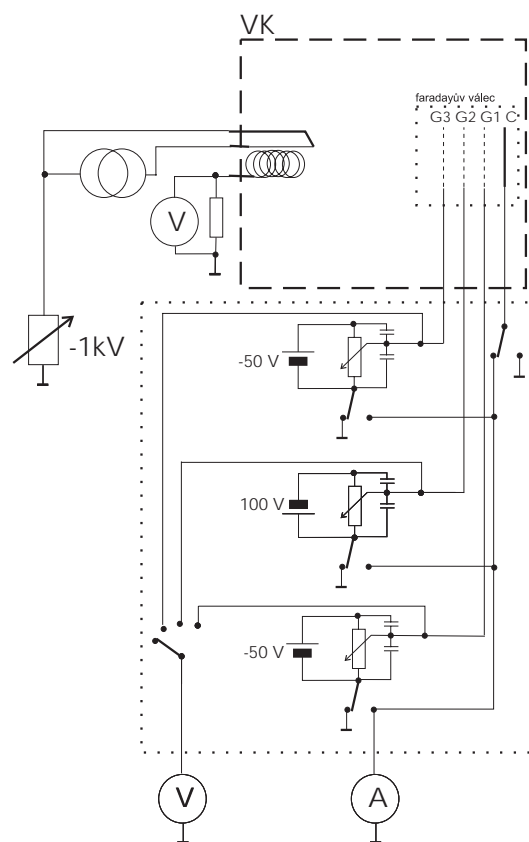 VK
faradayův válec
G3 G2 G1 C
V
-1kV
-50 V
100 V
-50 V
V
A